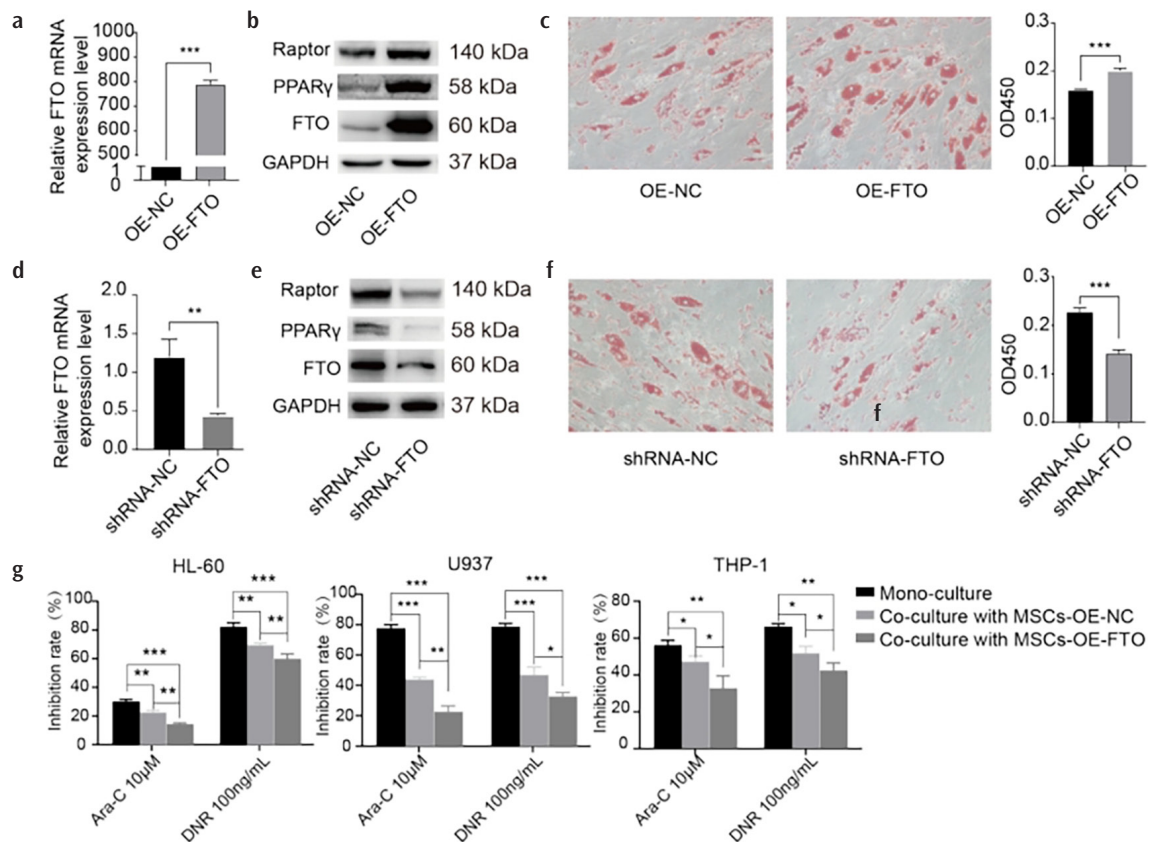 a
Relative FTO mRNA
expression level
1000
900
800
700
600
500
1
0
***
OE-NC
OE-FTO
b
Raptor
140 kDa
PPARγ
58 kDa
FTO
60 kDa
GAPDH
37 kDa
OE-NC
OE-FTO
c
OE-NC
OE-FTO
OD450
0.3
0.2
0.1
0.0
***
OE-NC
OE-FTO
d
Relative FTO mRNA
expression level
2.0
1.5
1.0
0.5
0.0
**
shRNA-NC
shRNA-FTO
e
Raptor
140 kDa
PPARγ
58 kDa
FTO
60 kDa
GAPDH
37 kDa
shRNA-NC
shRNA-FTO
f
f
shRNA-NC
shRNA-FTO
OD450
0.3
0.2
0.1
0.0
***
shRNA-NC
shRNA-FTO
g
HL-60
Inhibition rate (%)
100
80
60
40
20
0
***
**
**
***
**
**
Ara-C 10μM
DNR 100ng/mL
U937
Inhibition rate (%)
100
80
60
40
20
0
***
***
**
***
***
*
Ara-C 10μM
DNR 100ng/mL
THP-1
Inhibition rate (%)
80
60
40
20
0
**
*
*
**
*
*
Ara-C 10μM
DNR 100ng/mL
Mono-culture
Co-culture with MSCs-OE-NC
Co-culture with MSCs-OE-FTO